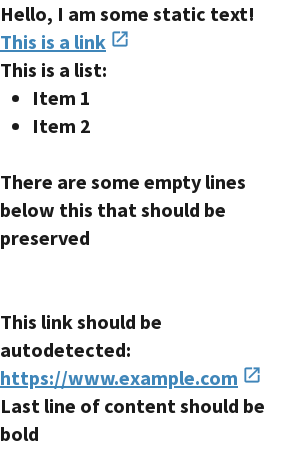 Hello, I am some static text!
This is a link
This is a list:
• Item 1
• Item 2
There are some empty lines
below this that should be
preserved
This link should be
autodetected:
https://www.example.com
Last line of content should be
bold